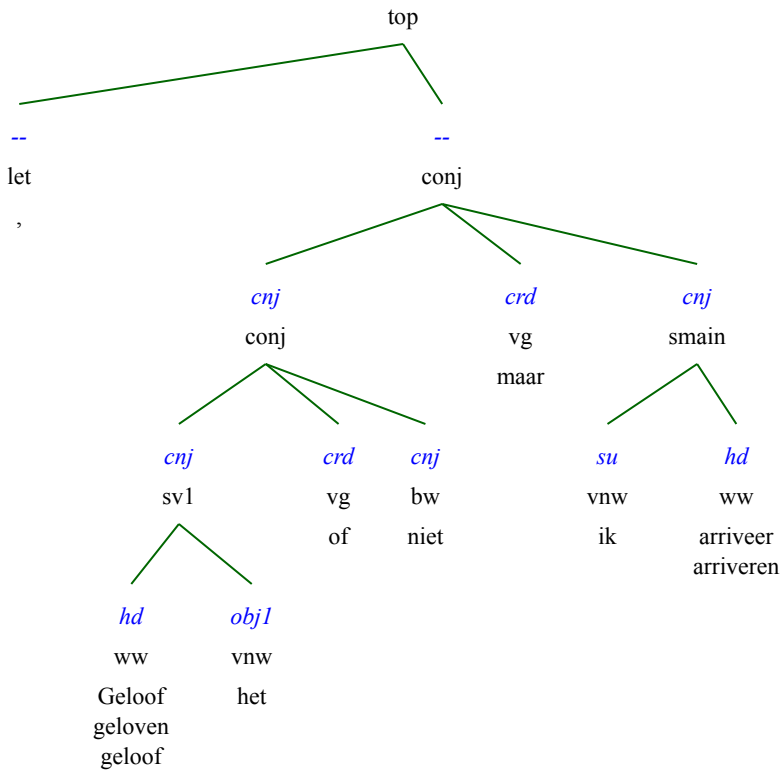 top
-- --
let conj
,
cnj crd cnj
conj vg smain
maar
cnj crd cnj su hd
sv1 vg bw vnw ww
of niet ik arriveer
arriveren
hd obj1
ww vnw
Geloof het
geloven
geloof